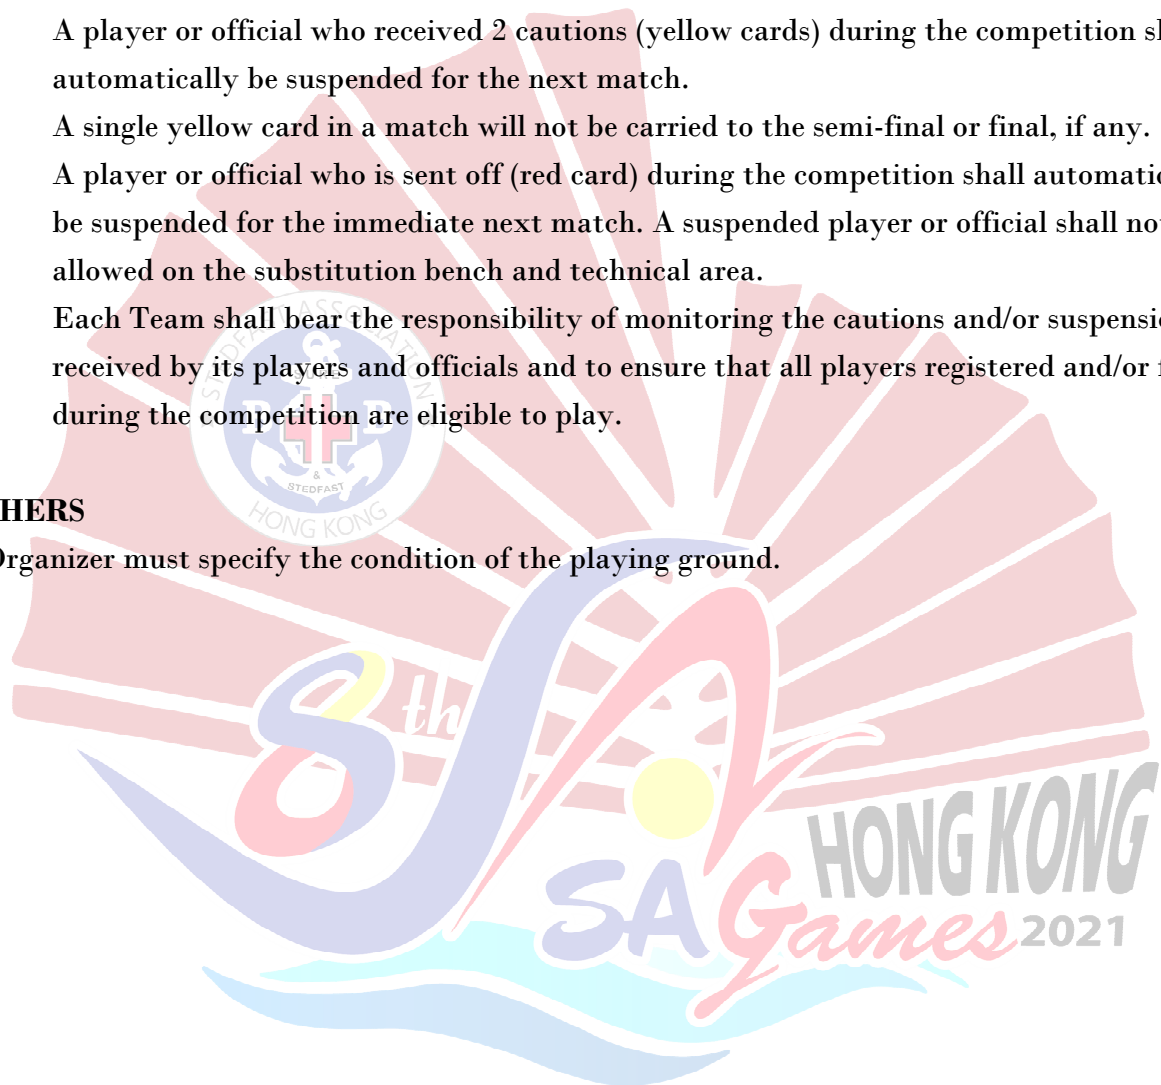 A player or official who received 2 cautions (yellow cards) during the competition
automatically be suspended for the next match.
A single yellow card in a match will not be carried to the semi-final or final, if any.
A player or official who is sent off (red card) during the competition shall
be suspended for the immediate next match. A suspended player or official shall
allowed on the substitution bench and technical area.
Each Team shall bear the responsibility of monitoring the cautions and/or
received by its players and officials and to ensure that all players registered and/or
during the competition are eligible to play.
STEDFAST ASSOCIATION
SURE
B B
&
STEDFAST
HONG KONG
HERS
Organizer must specify the condition of the playing ground.
8th
HONG KONG
SA Games 2021